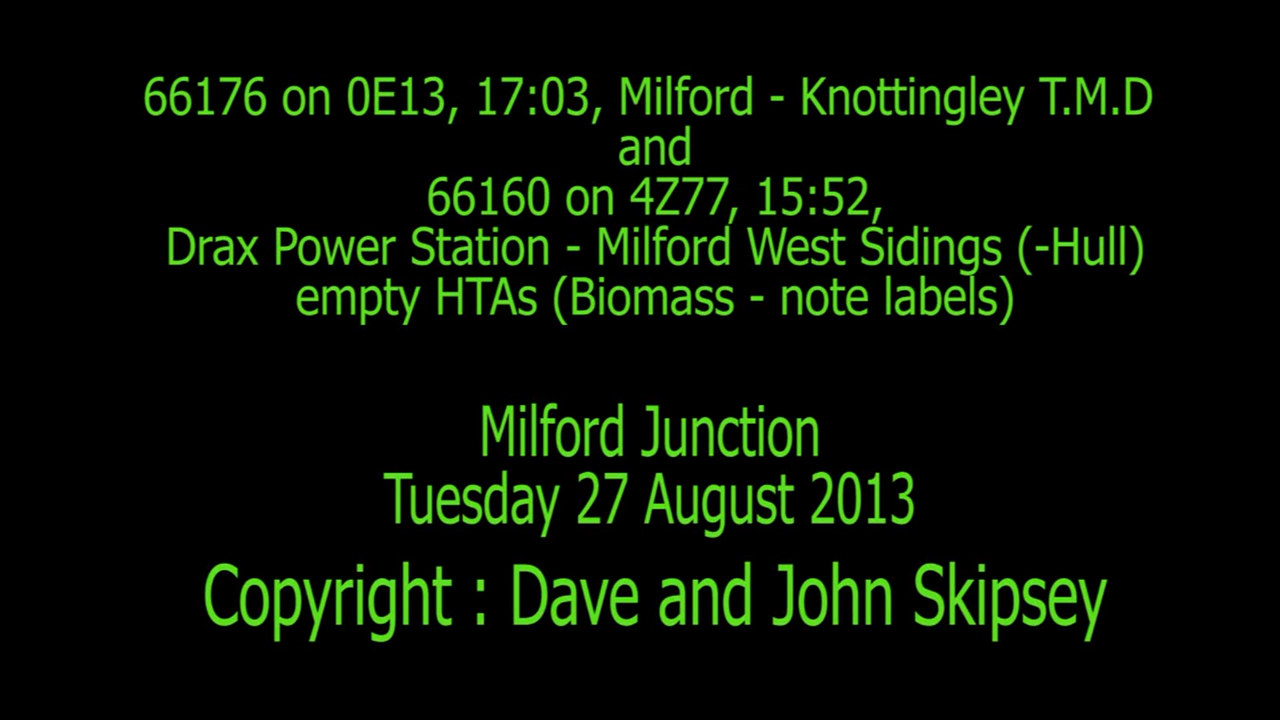 66176 on 0E13, 17:03, Milford - Knottingley T.M.D
and
66160 on 4Z77, 15:52,
Drax Power Station - Milford West Sidings (-Hull)
empty HTAs (Biomass - note labels)
Milford Junction
Tuesday 27 August 2013
Copyright : Dave and John Skipsey